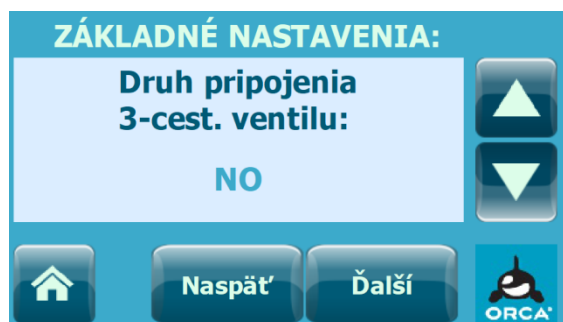 ZÁKLADNÉ NASTAVENIA:
Druh pripojenia
3-cest. ventilu:
NO
Naspäť
Ďalší
ORCA